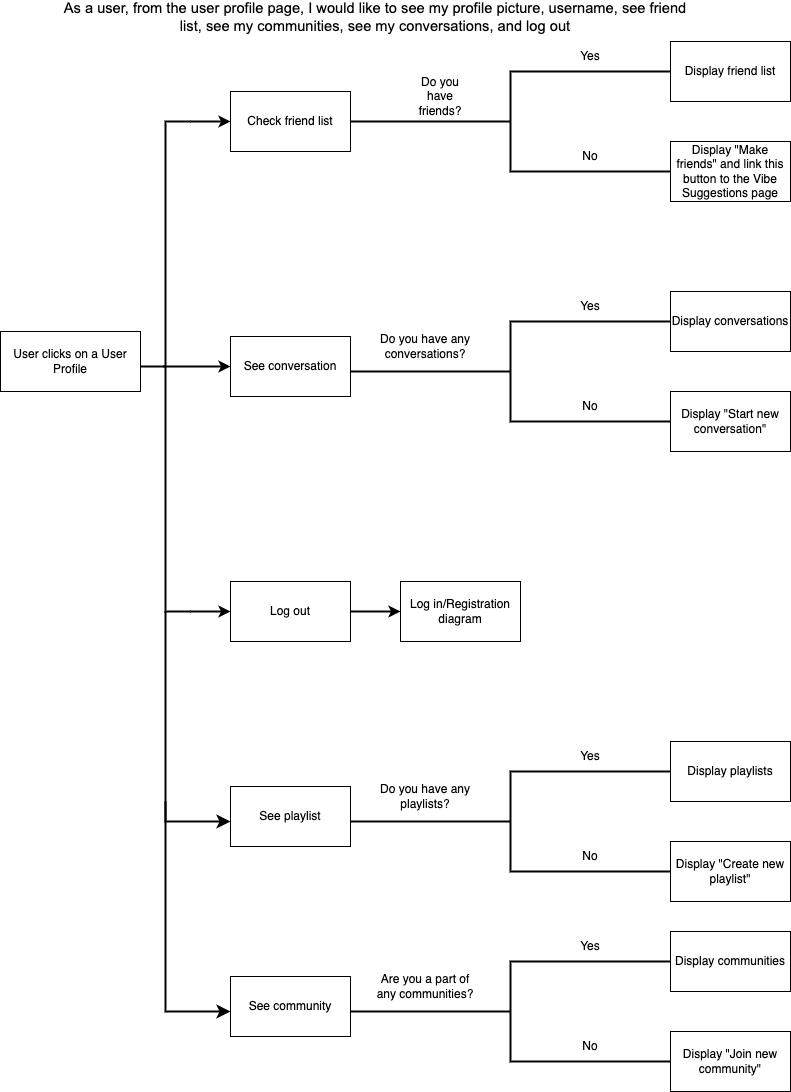 As a user, from the user profile page, I would like to see my profile picture, username, see friend
list, see my communities, see my conversations, and log out
Yes
Display friend list
Do you
have
friends?
Check friend list
No
Display "Make
friends" and link this
button to the Vibe
Suggestions page
Yes
Display conversations
Do you have any
conversations?
User clicks on a User
Profile
See conversation
No
Display "Start new
conversation"
Log out
Log in/Registration
diagram
Yes
Display playlists
Do you have any
playlists?
See playlist
No
Display "Create new
playlist"
Yes
Display communities
Are you a part of
any communities?
See community
No
Display "Join new
community"